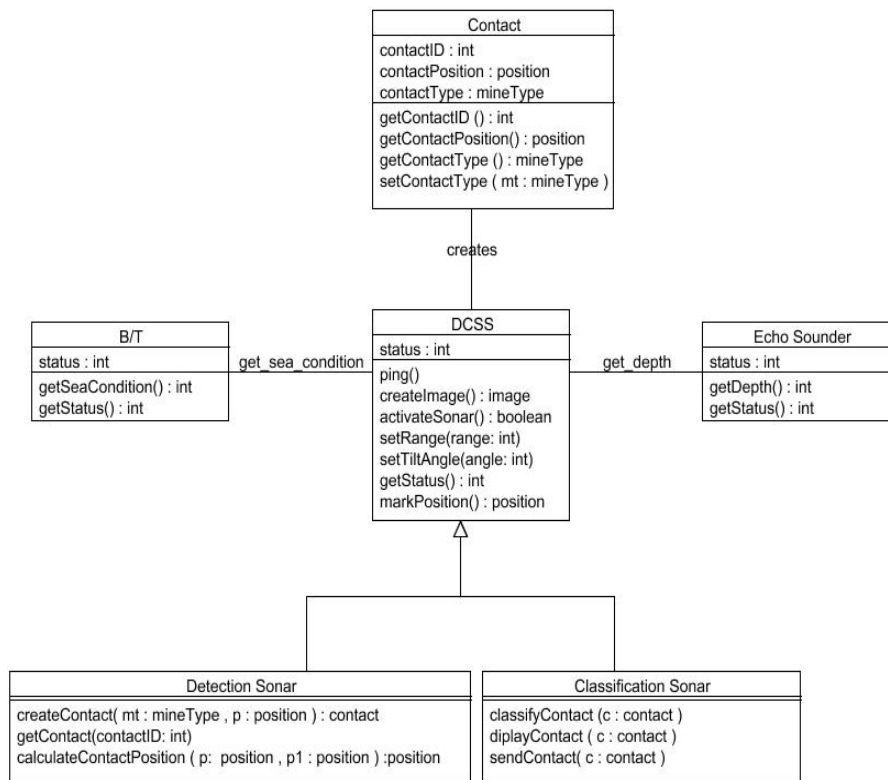 Contact
contactID : int
contactPosition : position
contactType : mineType
getContactID () : int
getContactPosition() : position
getContactType () : mineType
setContactType ( mt : mineType )
creates
B/T
status : int
getSeaCondition() : int
getStatus() : int
get_sea_condition
DCSS
status : int
ping()
createImage() : image
activateSonar() : boolean
setRange(range: int)
setTiltAngle(angle: int)
getStatus() : int
markPosition() : position
get_depth
Echo Sounder
status : int
getDepth() : int
getStatus() : int
Detection Sonar
createContact( mt : mineType , p : position ) : contact
getContact(contactID: int)
calculateContactPosition ( p: position , p1 : position ) :position
Classification Sonar
classifyContact (c : contact )
diplayContact ( c : contact )
sendContact( c : contact )